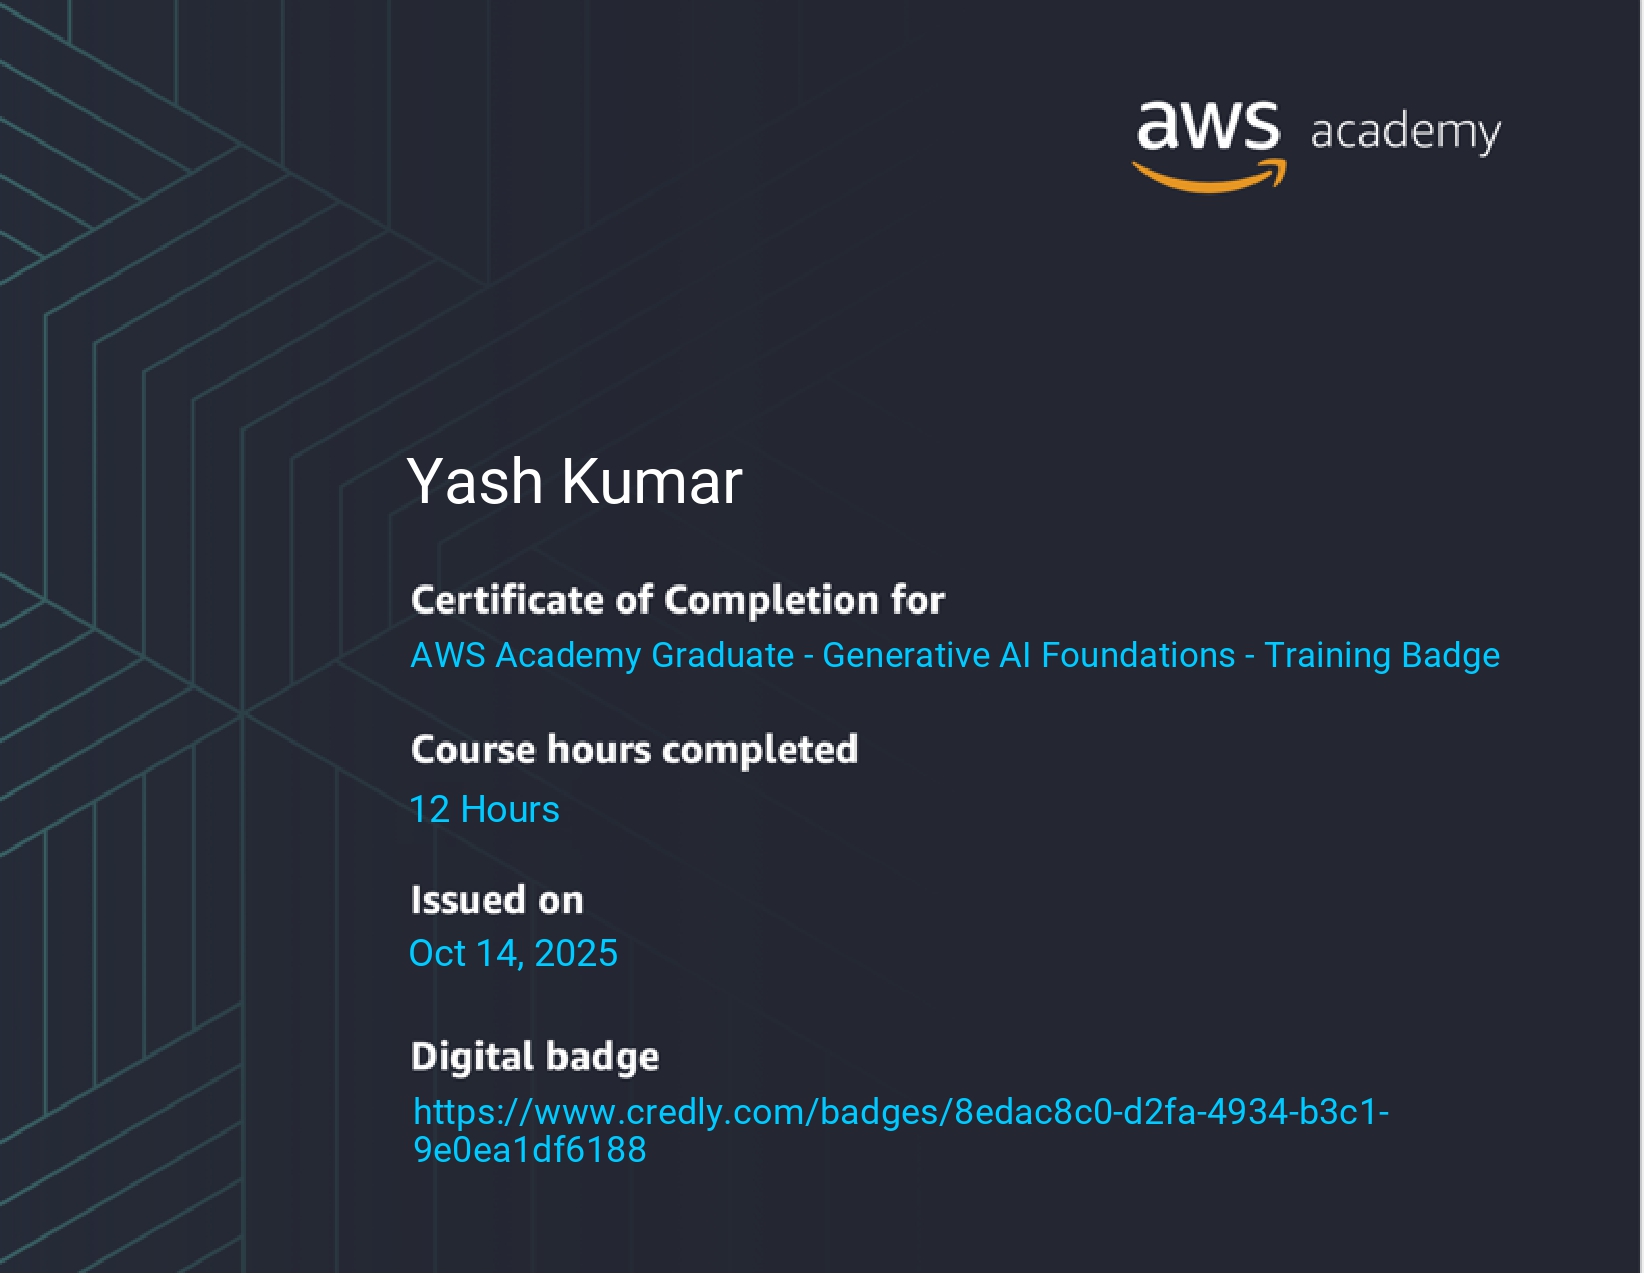 aws academy
Yash Kumar
Certificate of Completion for
AWS Academy Graduate - Generative AI Foundations - Training Badge
Course hours completed
12 Hours
Issued on
Oct 14, 2025
Digital badge
https://www.credly.com/badges/8edac8c0-d2fa-4934-b3c1-
9e0ea1df6188